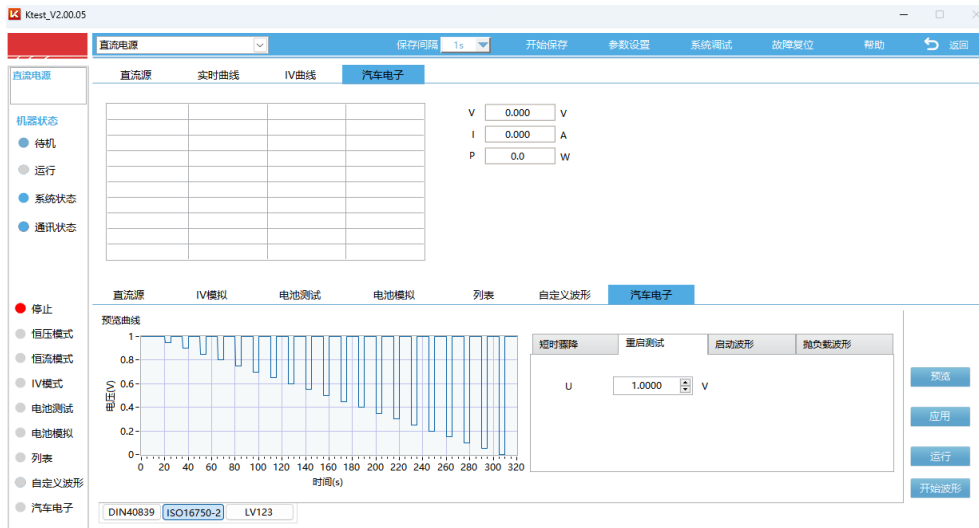 Ktest_V2.00.05
直流电源
保存间隔 1s 开始保存 参数设置 系统调试 故障复位 帮助 返回
直流电源
直流源 实时曲线 IV曲线 汽车电子
机器状态
待机
运行
系统状态
通讯状态
V 0.000 V
I 0.000 A
P 0.0 W
停止
恒压模式
恒流模式
IV模式
电池测试
电池模拟
列表
自定义波形
汽车电子
直流源 IV模拟 电池测试 电池模拟 列表 自定义波形 汽车电子
预览曲线
电压(V)
1
0.8
0.6
0.4
0.2
0
0 20 40 60 80 100 120 140 160 180 200 220 240 260 280 300 320
时间(s)
短时骤降 重启测试 启动波形 抛负载波形
U 1.0000 V
预览
应用
运行
开始波形
DIN40839 ISO16750-2 LV123